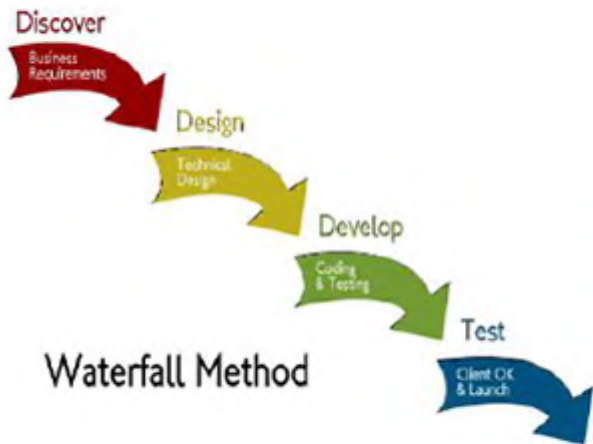 Discover
Business
Requirements
Design
Technical
Design
Develop
Coding
& Testing
Test
Client OK
& Launch
Waterfall Method